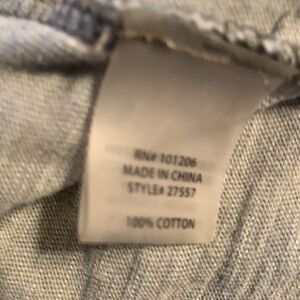 RN# 101206
MADE IN CHINA
STYLE# 27557
100% COTTON